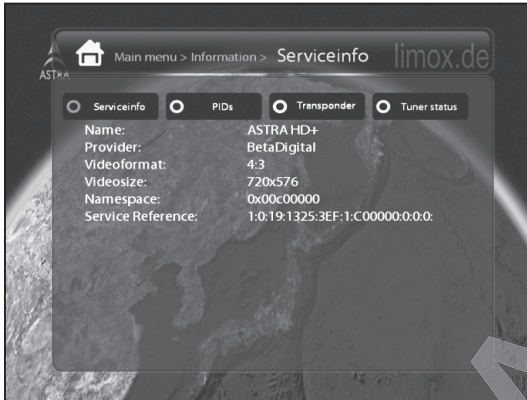 ASTRA
Main menu > Information > Serviceinfo
limox.de
Serviceinfo PIDs Transponder Tuner status
Name: ASTRA HD+
Provider: BetaDigital
Videoformat: 4:3
Videosize: 720x576
Namespace: 0x00c00000
Service Reference: 1:0:19:1325:3EF:1:C00000:0:0:0: